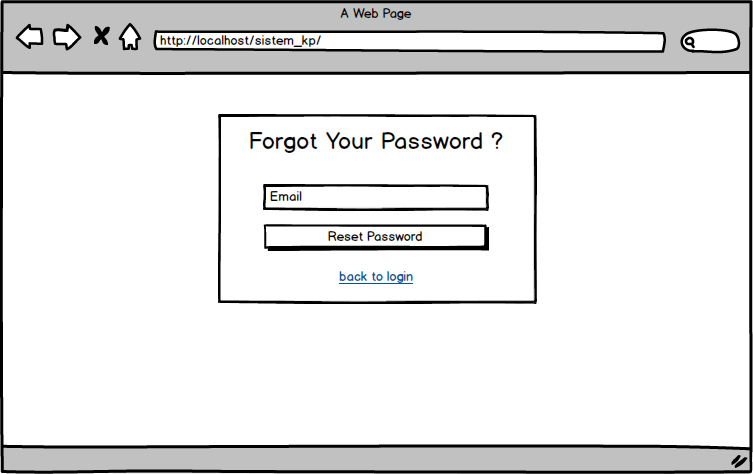 A Web Page
http://localhost/sistem_kp/
Forgot Your Password ?
Email
Reset Password
back to login